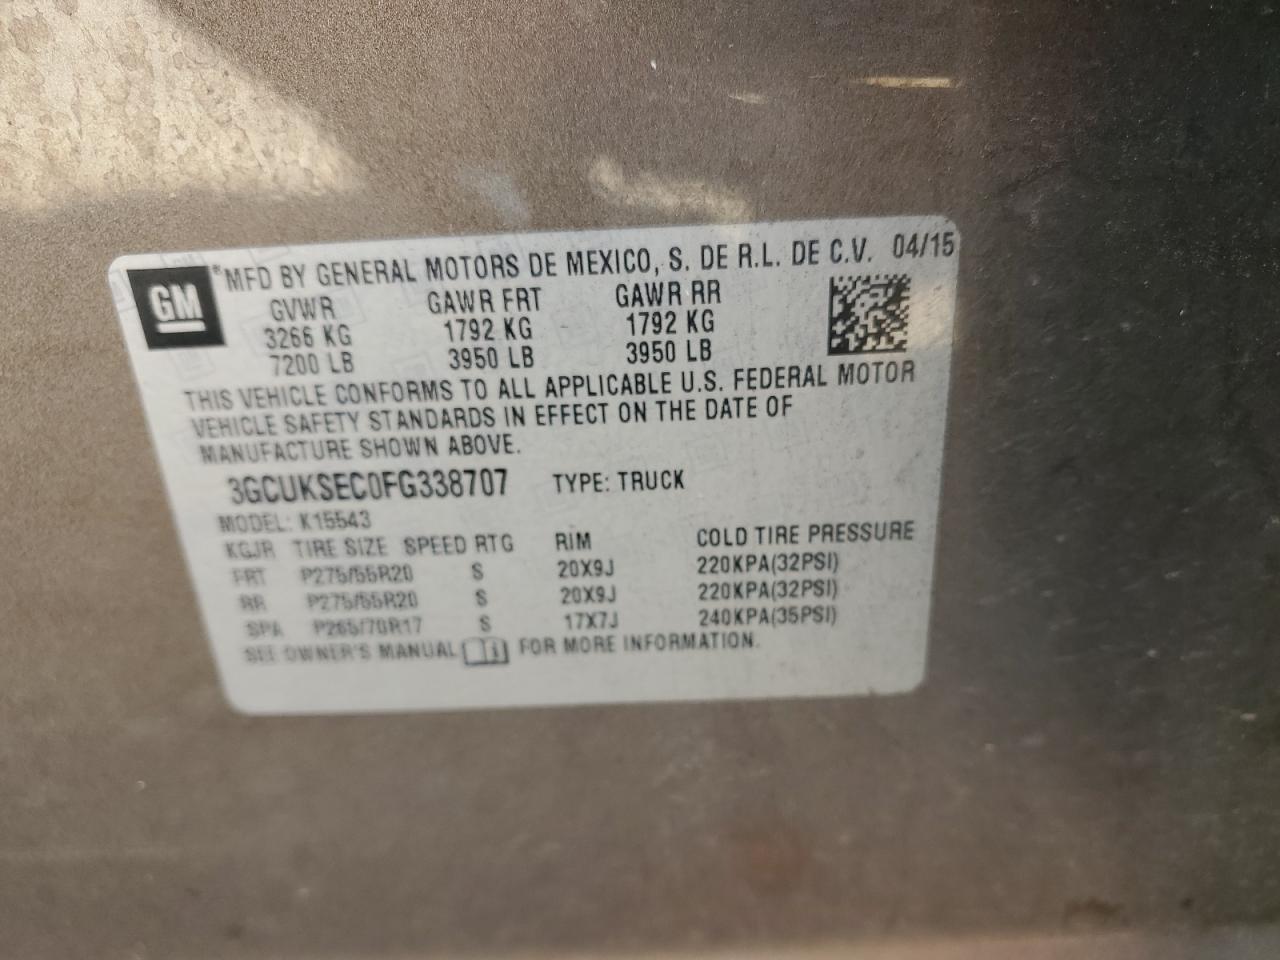 GM
®MFD BY GENERAL MOTORS DE MEXICO, S. DE R.L. DE C.V. 04/15
GVWR GAWR FRT GAWR RR
3266 KG 1792 KG 1792 KG
7200 LB 3950 LB 3950 LB
THIS VEHICLE CONFORMS TO ALL APPLICABLE U.S. FEDERAL MOTOR
VEHICLE SAFETY STANDARDS IN EFFECT ON THE DATE OF
MANUFACTURE SHOWN ABOVE.
3GCUKSEC0FG338707 TYPE: TRUCK
MODEL: K15543
KGJR TIRE SIZE SPEED RTG RIM COLD TIRE PRESSURE
FRT P275/55R20 S 20X9J 220KPA(32PSI)
RR P275/55R20 S 20X9J 220KPA(32PSI)
SPA P265/70R17 S 17X7J 240KPA(35PSI)
SEE OWNER'S MANUAL i FOR MORE INFORMATION.